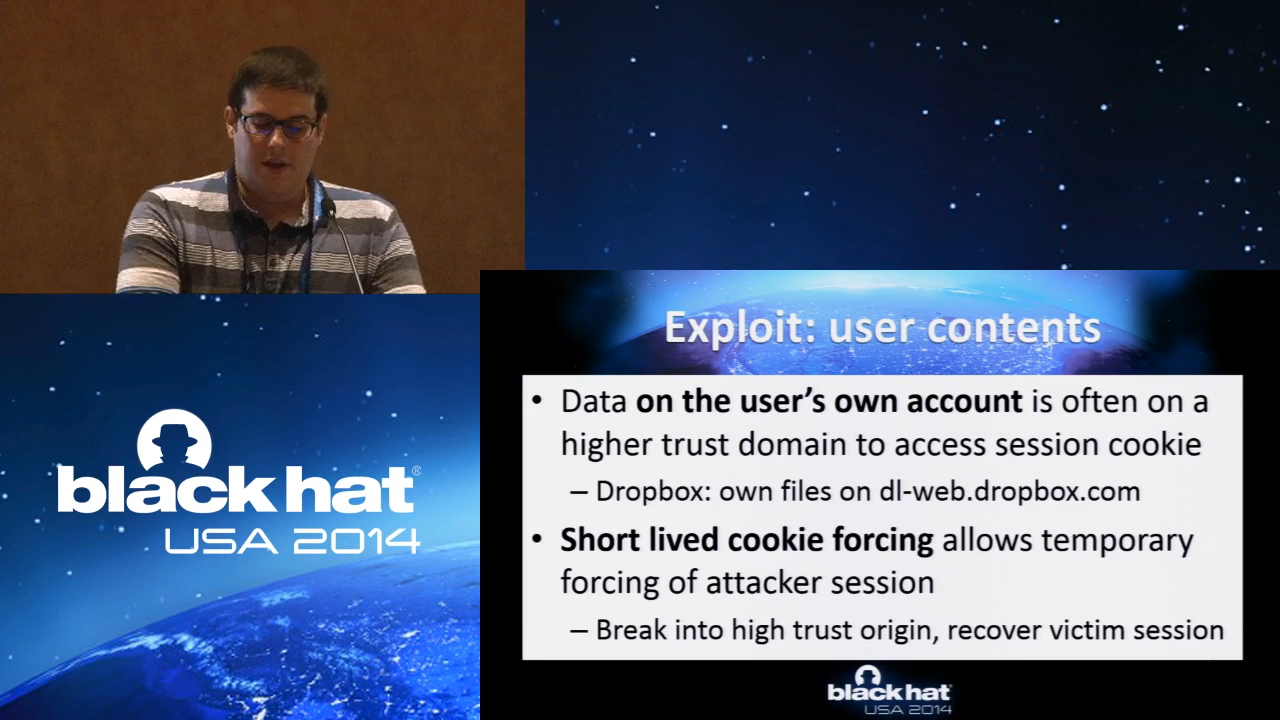 black hat®
USA 2014
Exploit: user contents
• Data on the user's own account is often on a
higher trust domain to access session cookie
– Dropbox: own files on dl-web.dropbox.com
• Short lived cookie forcing allows temporary
forcing of attacker session
– Break into high trust origin, recover victim session
black hat®
USA 2014